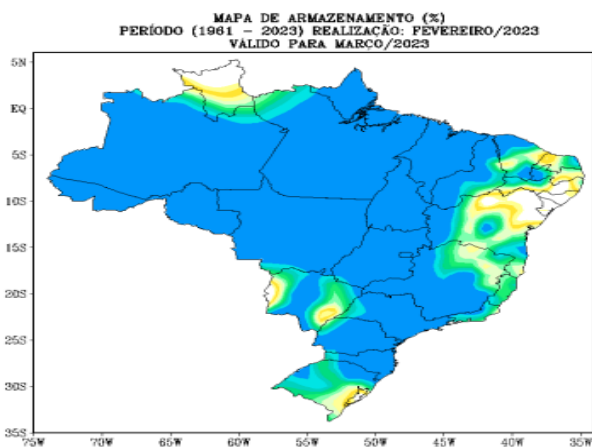 MAPA DE ARMAZENAMENTO (%)
PERÍODO (1961 – 2023) REALIZAÇÃO: FEVEREIRO/2023
VÁLIDO PARA MARÇO/2023
5N
EQ
5S
10S
15S
20S
25S
30S
35S
75W 70W 65W 60W 55W 50W 45W 40W 35W